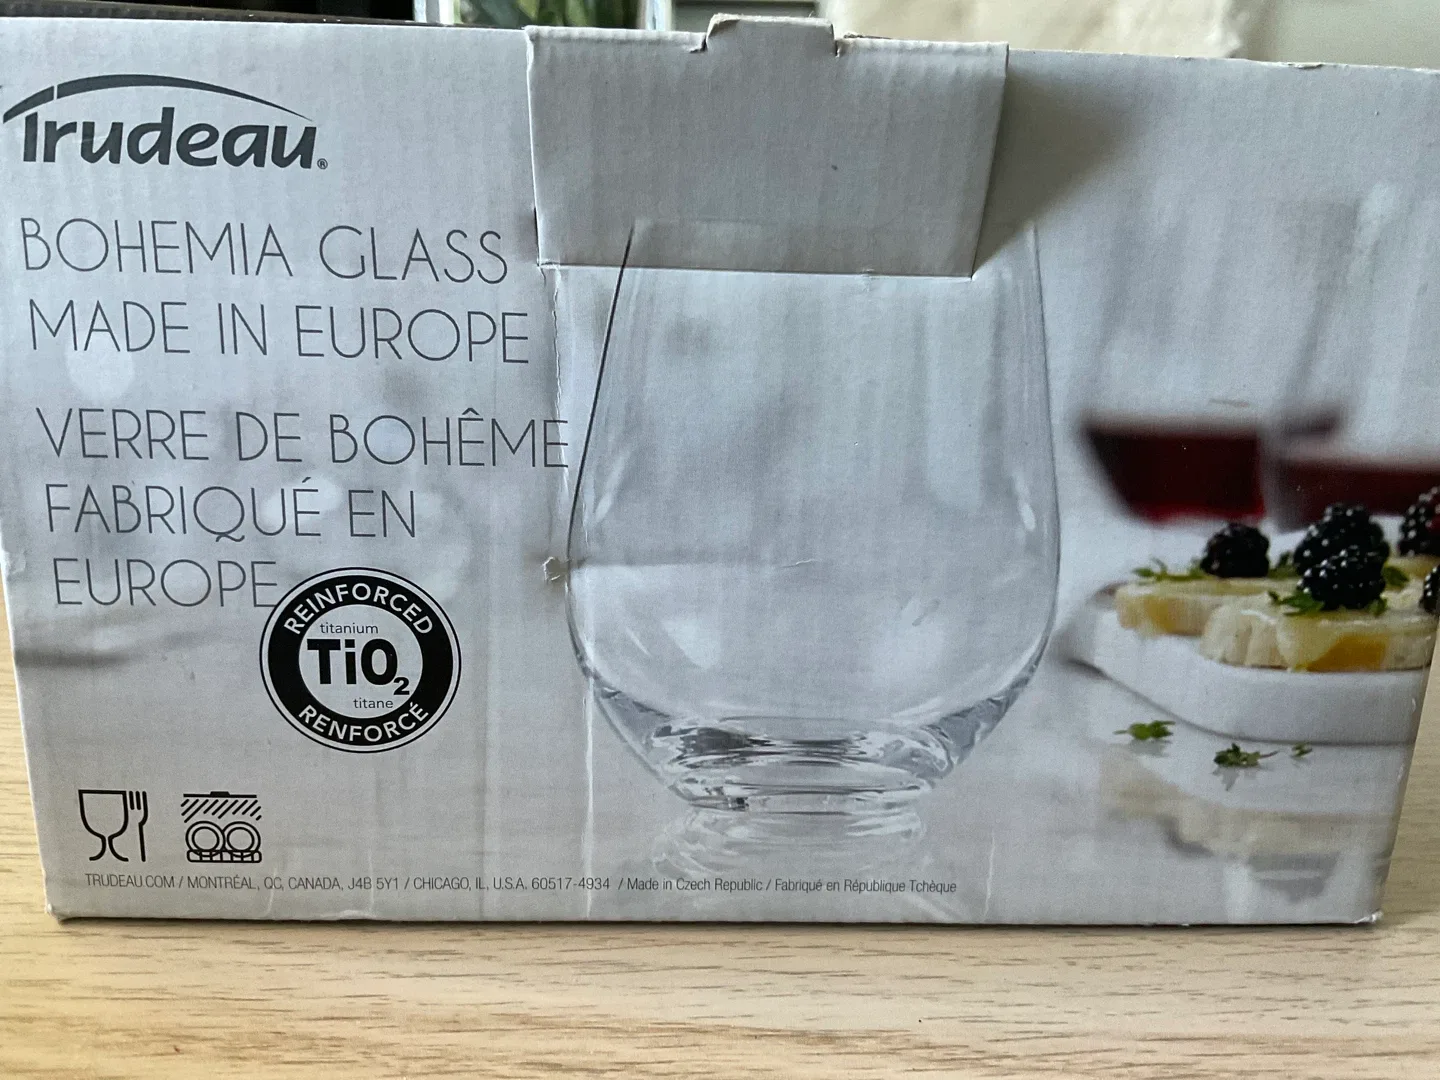 Trudeau®
BOHEMIA GLASS
MADE IN EUROPE
VERRE DE BOHÊME
FABRIQUÉ EN
EUROPE
REINFORCED
titanium
TiO₂
titane
RENFORCÉ
TRUDEAU.COM / MONTRÉAL, QC, CANADA, J4B 5Y1 / CHICAGO, IL, U.S.A. 60517-4934 / Made in Czech Republic / Fabriqué en République Tchèque